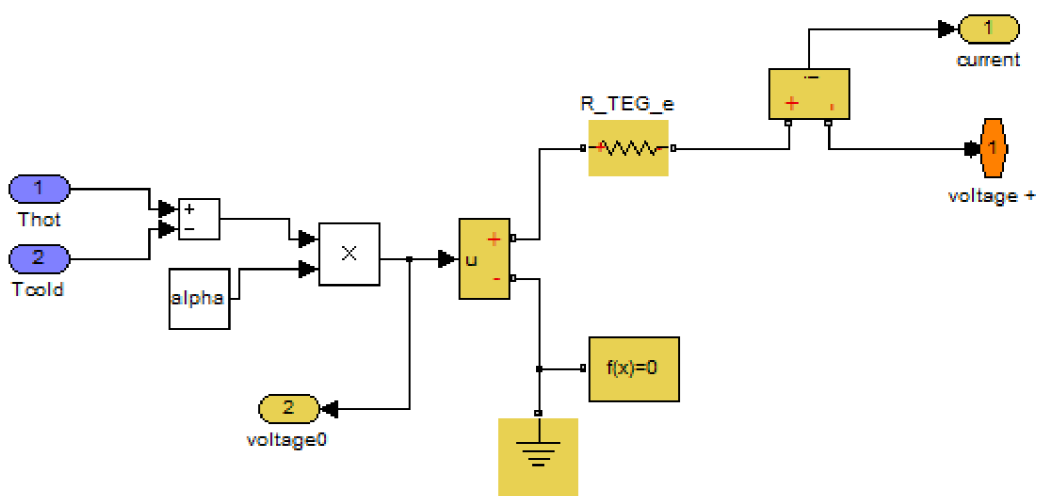 1
current
i
+ -
R_TEG_e
+ -
1
voltage +
1
Thot
+
-
2
Tcold
×
alpha
u
+
-
f(x)=0
2
voltage0